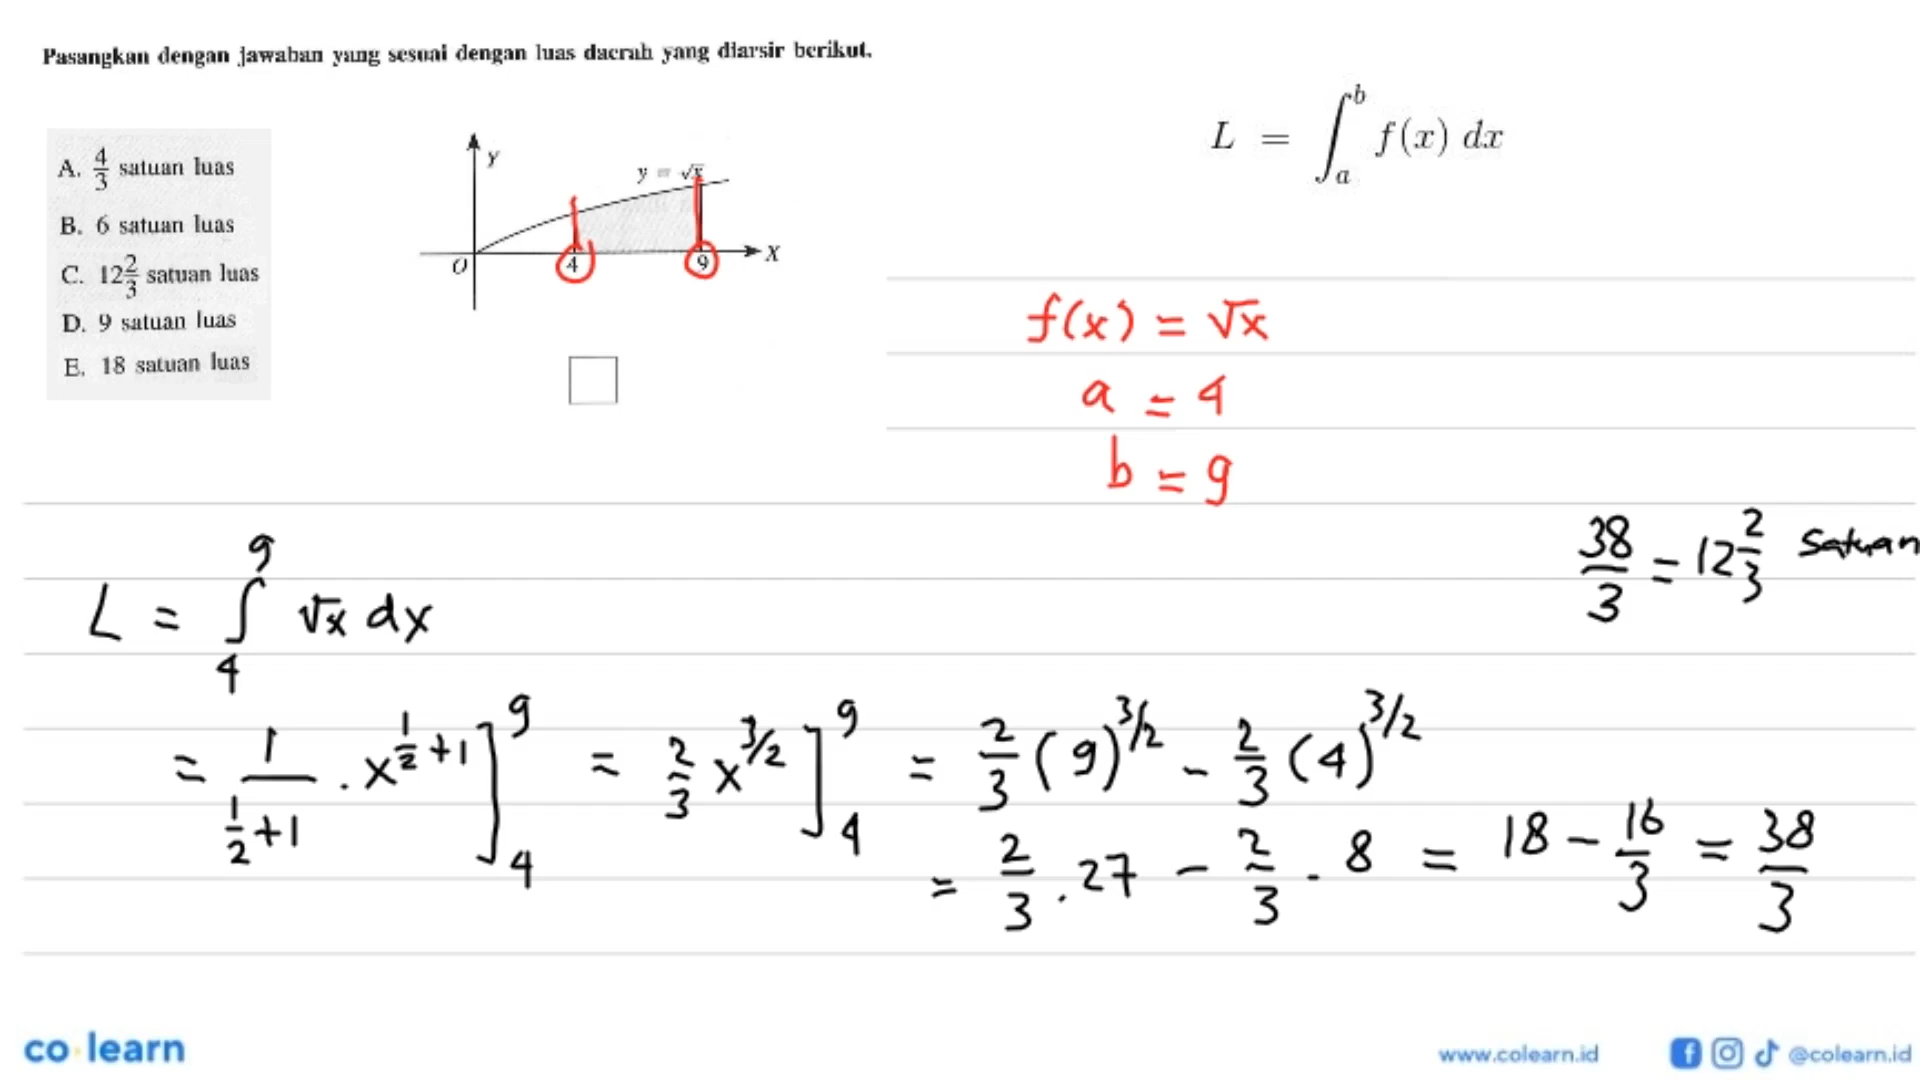 Pasangkan dengan jawaban yang sesuai dengan luas daerah yang diarsir berikut.
A. 4/3 satuan luas
B. 6 satuan luas
C. 12 2/3 satuan luas
D. 9 satuan luas
E. 18 satuan luas
Y
y = √x
O 4 9 X
L = ∫_a^b f(x) dx
f(x) = √x
a = 4
b = 9
38/3 = 12 2/3 satuan
L = ∫_4^9 √x dx
= 1/(1/2+1) . x^(1/2+1) ]_4^9 = 2/3 x^(3/2) ]_4^9 = 2/3 (9)^(3/2) - 2/3 (4)^(3/2)
= 2/3 . 27 - 2/3 . 8 = 18 - 16/3 = 38/3
co learn
www.colearn.id
@colearn.id